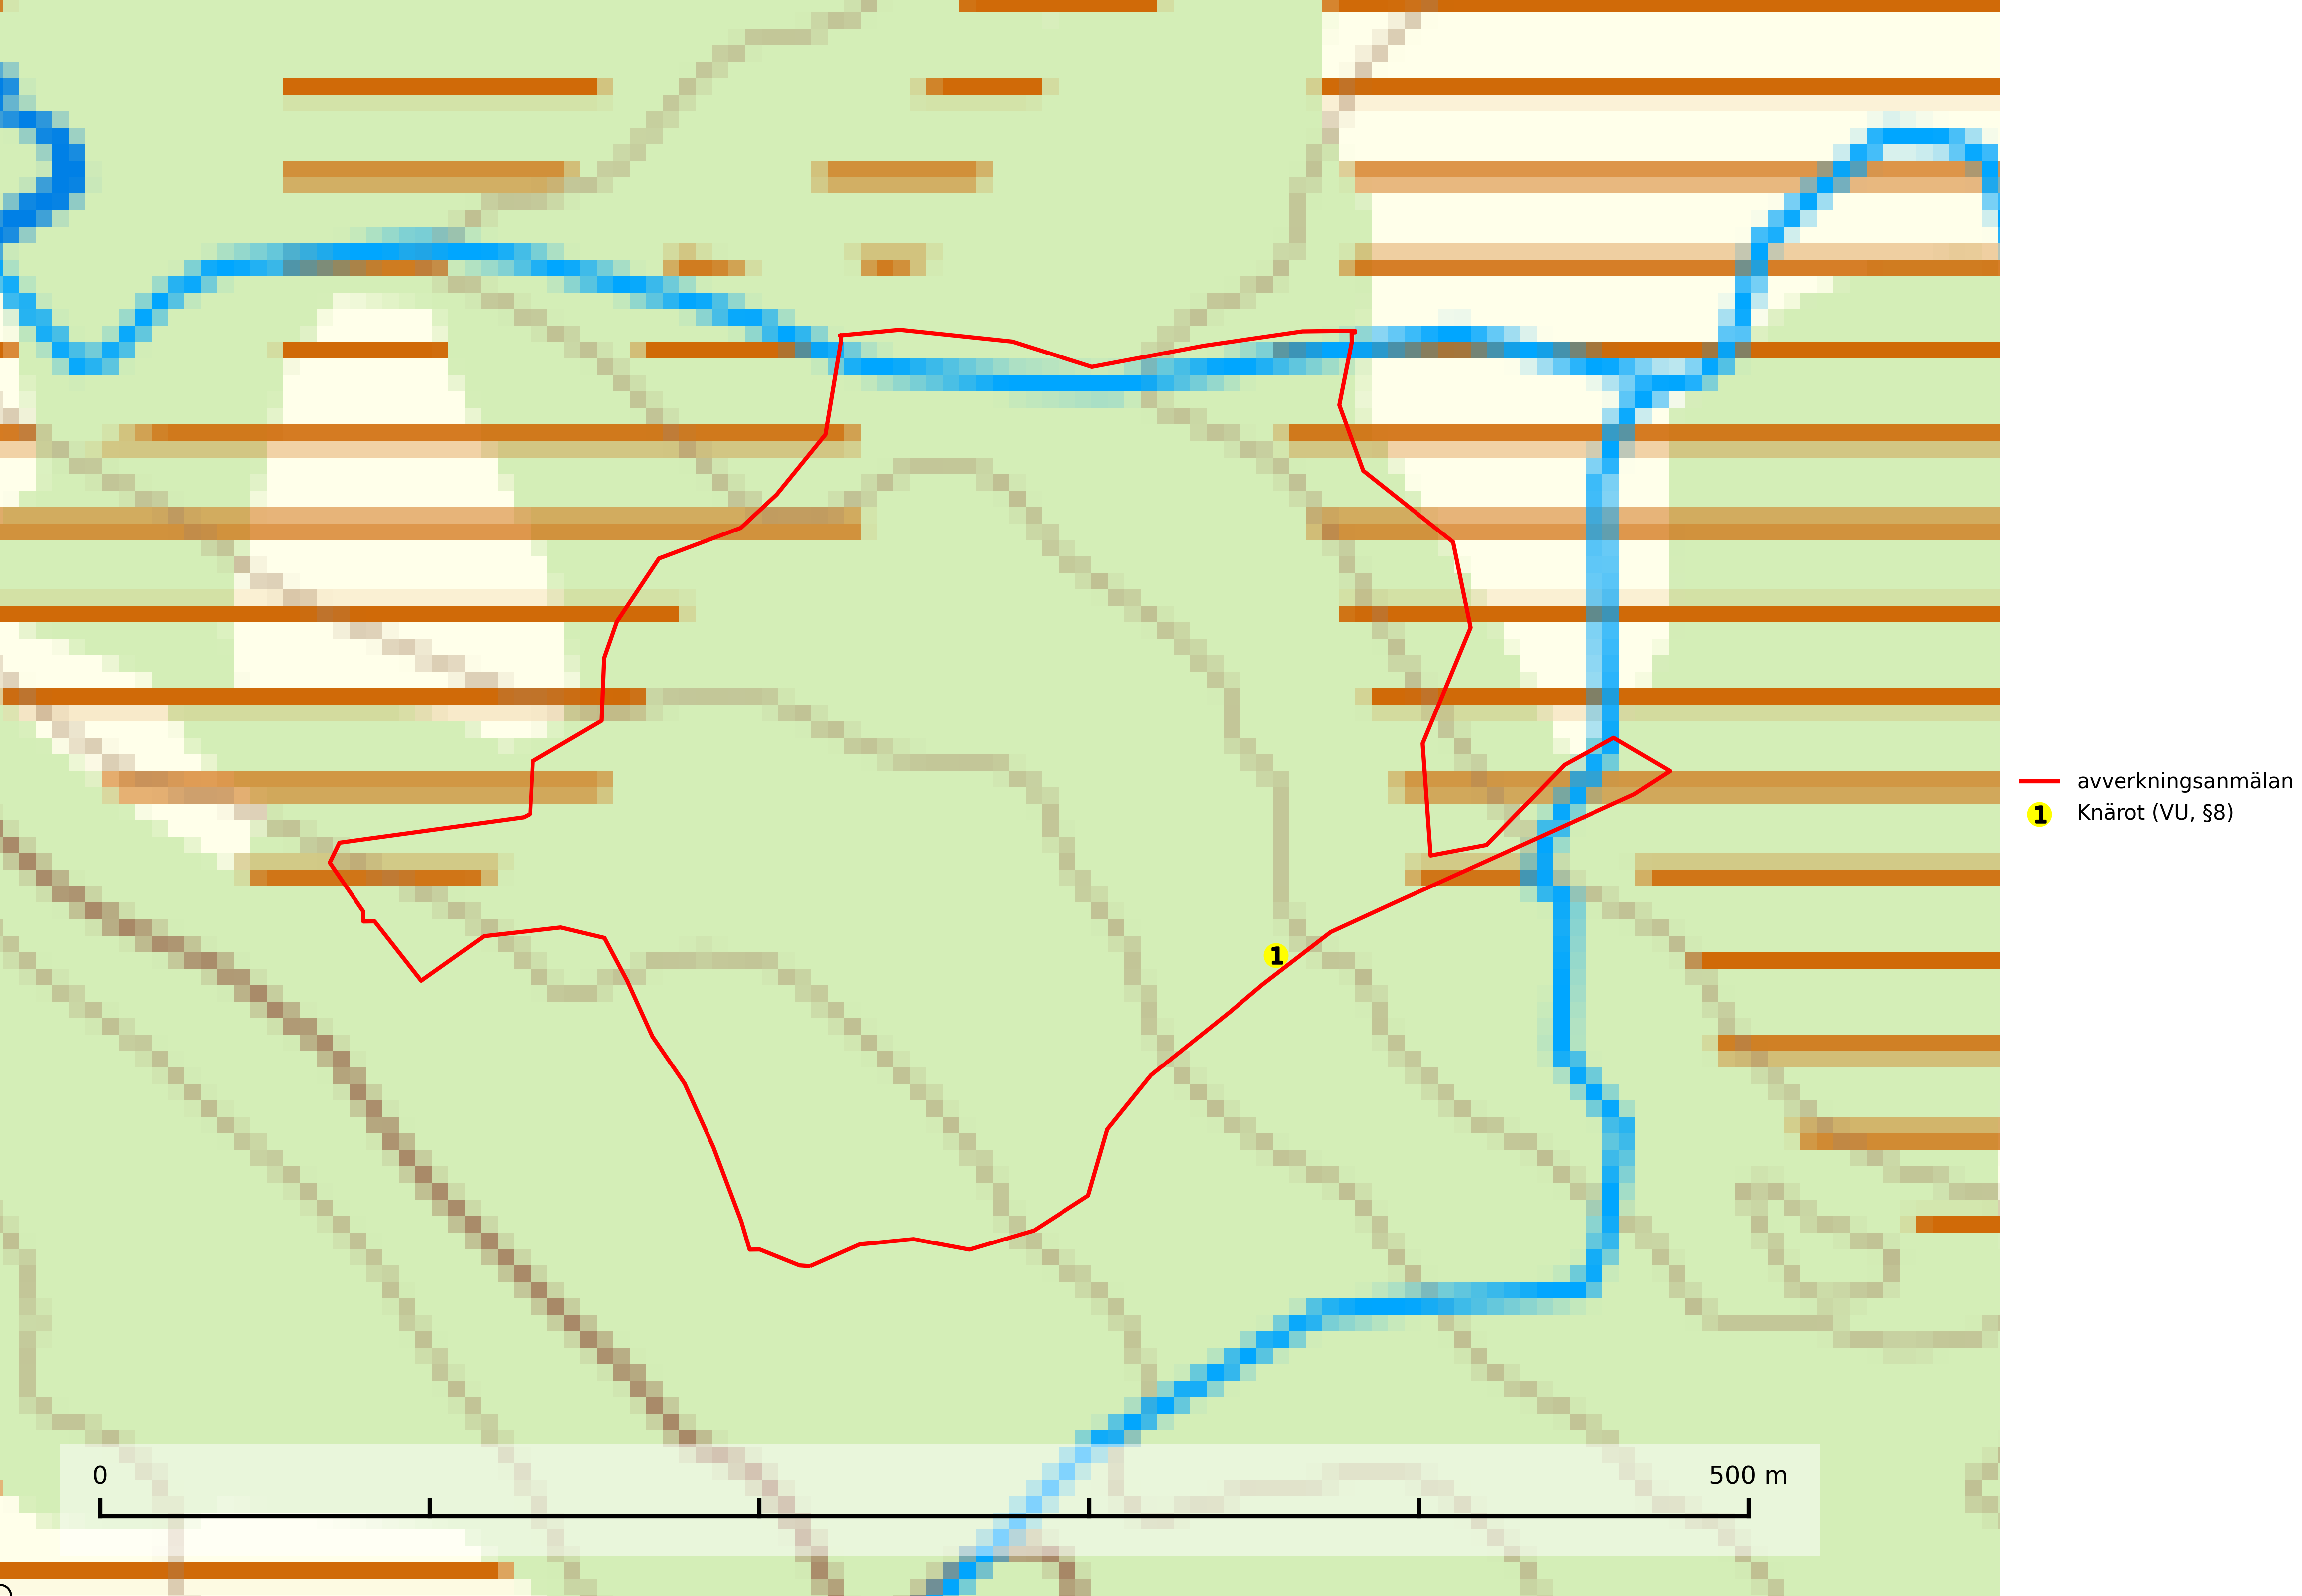 avverkningsanmälan
1 Knärot (VU, §8)
1
0 500 m